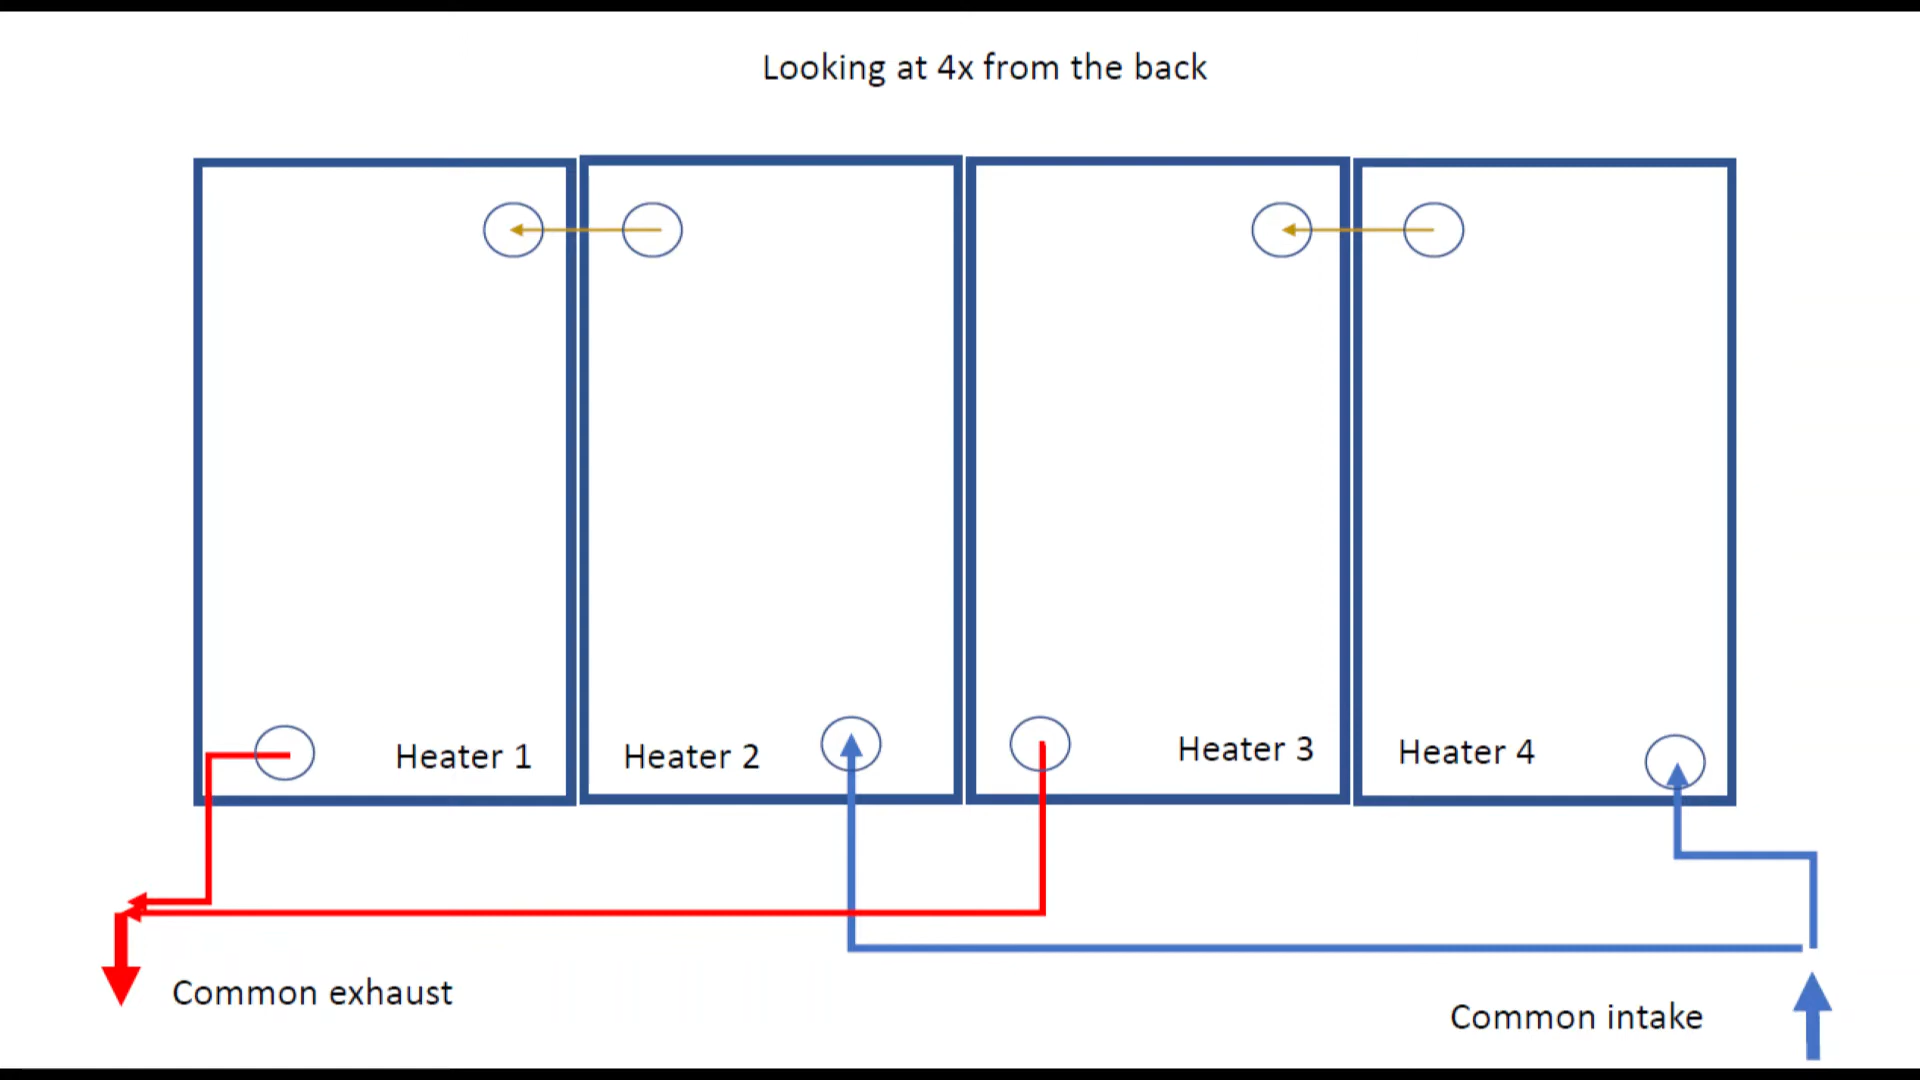 Looking at 4x from the back
Heater 1
Heater 2
Heater 3
Heater 4
Common exhaust
Common intake